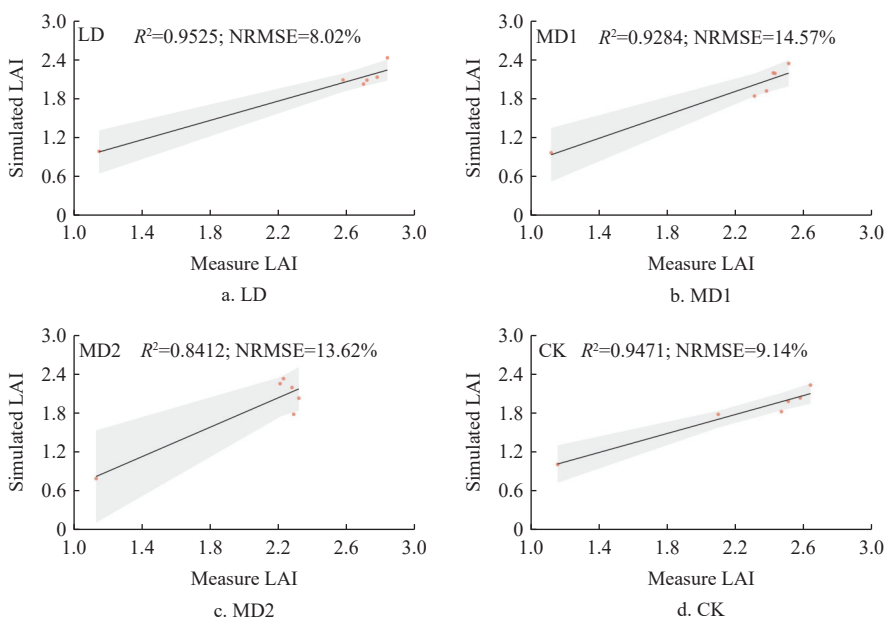 LD R²=0.9525; NRMSE=8.02%
3.0
2.4
1.8
1.2
0.6
0
Simulated LAI
1.0 1.4 1.8 2.2 2.6 3.0
Measure LAI
a. LD
MD1 R²=0.9284; NRMSE=14.57%
3.0
2.4
1.8
1.2
0.6
0
Simulated LAI
1.0 1.4 1.8 2.2 2.6 3.0
Measure LAI
b. MD1
MD2 R²=0.8412; NRMSE=13.62%
3.0
2.4
1.8
1.2
0.6
0
Simulated LAI
1.0 1.4 1.8 2.2 2.6 3.0
Measure LAI
c. MD2
CK R²=0.9471; NRMSE=9.14%
3.0
2.4
1.8
1.2
0.6
0
Simulated LAI
1.0 1.4 1.8 2.2 2.6 3.0
Measure LAI
d. CK